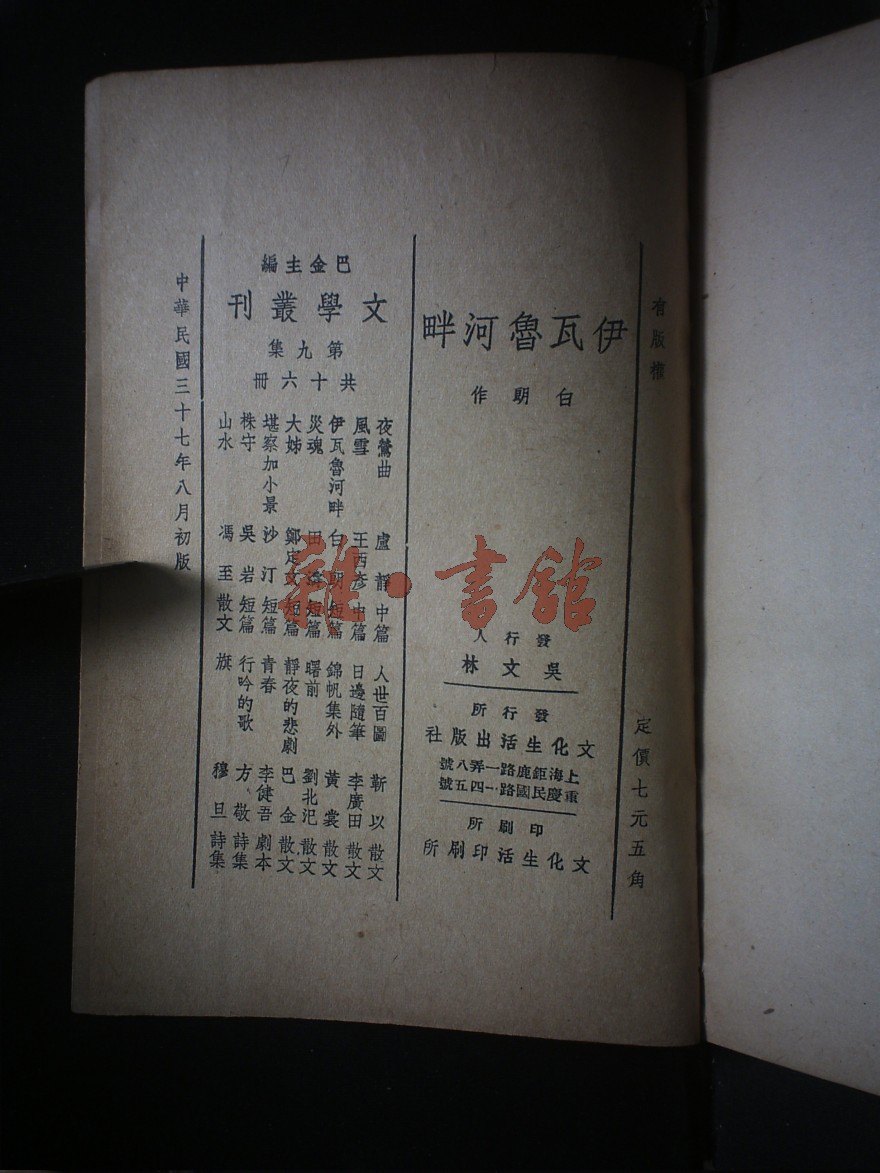 有版權
定價七元五角
伊瓦魯河畔
白朗作
發行人
吳文林
發行所
文化生活出版社
上海鉅鹿路一弄八號
重慶民國路一四五號
印刷所
文化生活印刷所
巴金主編
文學叢刊
第九集
共十六冊
夜鶯曲 盧靜 中篇
風雪 王西彥 中篇
伊瓦魯河畔 白朗 短篇
災魂 田濤 短篇
大姊 鄭定文 短篇
堪察加小景 沙汀 短篇
株守 吳岩 短篇
山水 馮至 散文
人世百圖 靳以 散文
日邊隨筆 李廣田 散文
錦帆集外 黃裳 散文
曙前 劉北汜 散文
靜夜的悲劇 巴金 散文
青春 李健吾 劇本
行吟的歌 方敬 詩集
旗 穆旦 詩集
中華民國三十七年八月初版
雜·書館